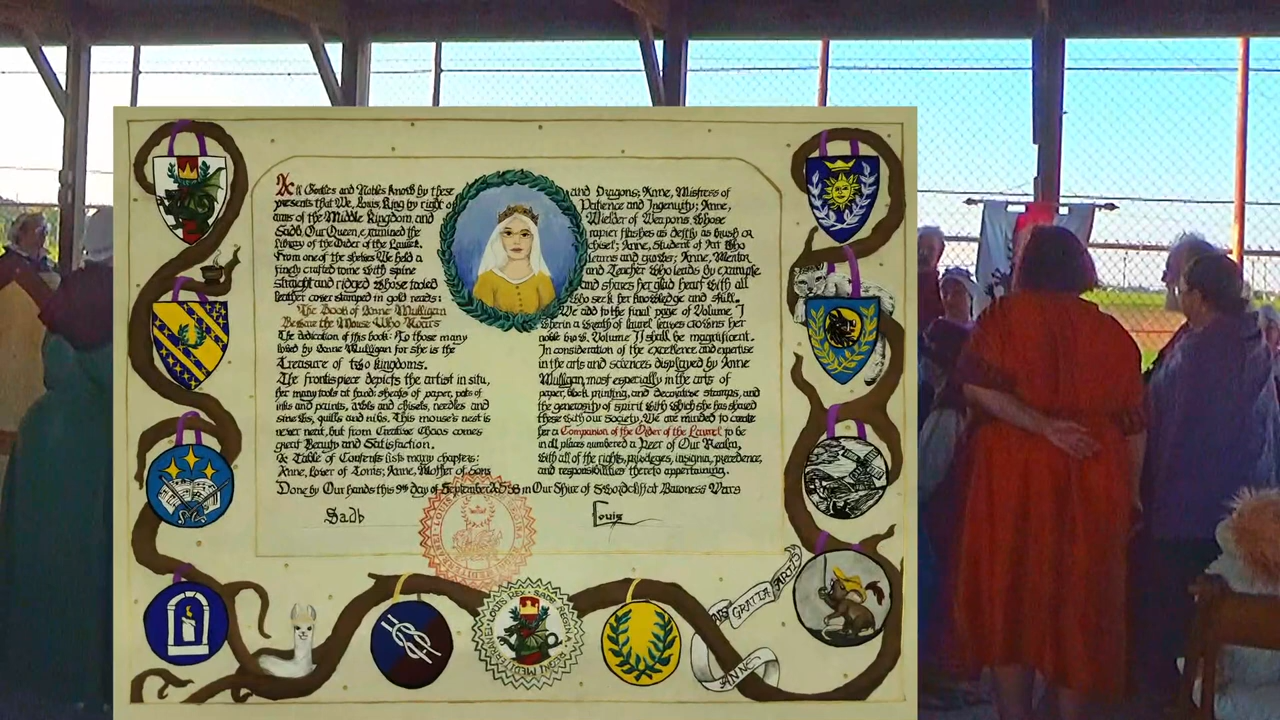 All Gentles and Nobles know by these
presents that We, Louis, King by right of
arms of the Middle Kingdom, and
Sadb, Our Queen, examined the
library of the Order of the Laurel.
From one of the shelves We held a
finely crafted tome with spine
straight and ridged whose tooled
leather cover stamped in gold reads:
The Book of Anne Mulligan
Beware the Mouse Who Roars
The dedication of this book: To those many
loved by Anne Mulligan for she is the
Treasure of two kingdoms.
The frontispiece depicts the artist in situ,
her many tools at hand: sheafs of paper, pots of
inks and paints, awls and chisels, needles and
sinews, quills and nibs. This mouse's nest is
never neat, but from Creative Chaos comes
great Beauty and Satisfaction.
A Table of Contents lists many chapters:
Anne, Lover of Tomes; Anne, of Sons
and Dragons; Anne, Mistress of
Patience and Ingenuity; Anne,
Wielder of Weapons, whose
rapier flashes as deftly as brush or
chisel; Anne, Student of Art who
learns and grows; Anne, Mentor
and Teacher who leads by example
and shares her glad heart with all
who seek her knowledge and skill.
We add to the final page of Volume I
wherein a wreath of laurel leaves crowns her
noble brow. Volume II shall be magnificent.
In consideration of the excellence and expertise
in the arts and sciences displayed by Anne
Mulligan, most especially in the arts of
paper, block printing, and decorative stamps, and
the generosity of spirit with which she has shared
these with our Society, We are minded to create
her a Companion of the Order of the Laurel to be
in all places numbered a Peer of Our Realm,
with all of the rights, privileges, insignia, precedence,
and responsibilities thereto appertaining.
Done by Our hands this 9th day of September in Our Shire of at Baroness Wars
Sadb
Louis
LOUIS REX SADB REGINA REGNI MEDITERRANEI
ARS GRATIA ARTIS
ANNE